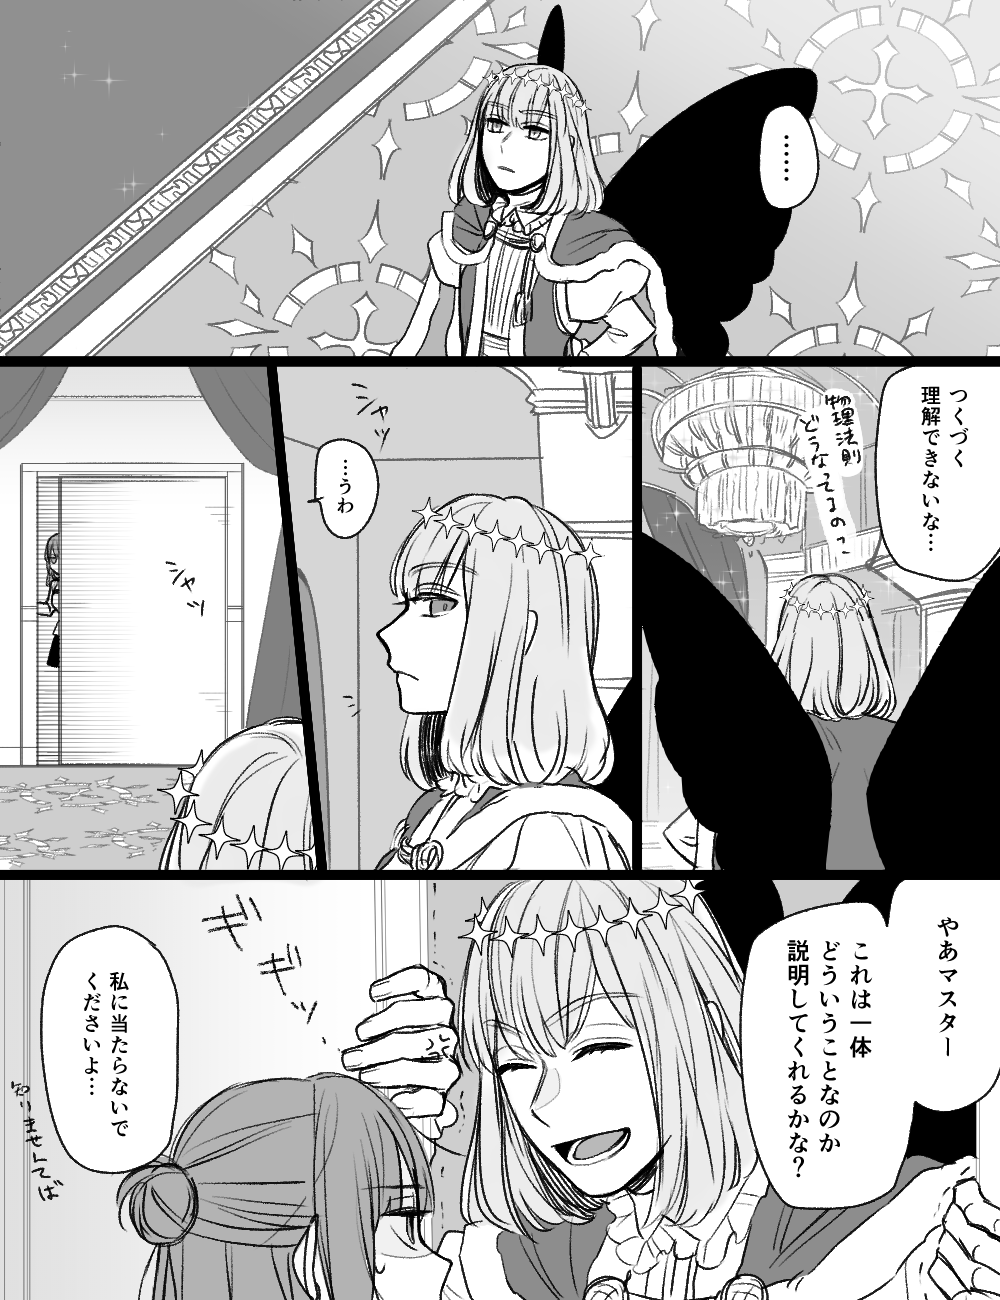 ……
つくづく
理解できないな…
物理法則
どうなってるのっ
シャッ
…うわ
シャッ
やあマスター
これは一体
どういうことなのか
説明してくれるかな？
ギギギッ
私に当たらないで
くださいよ…
知りませんてば